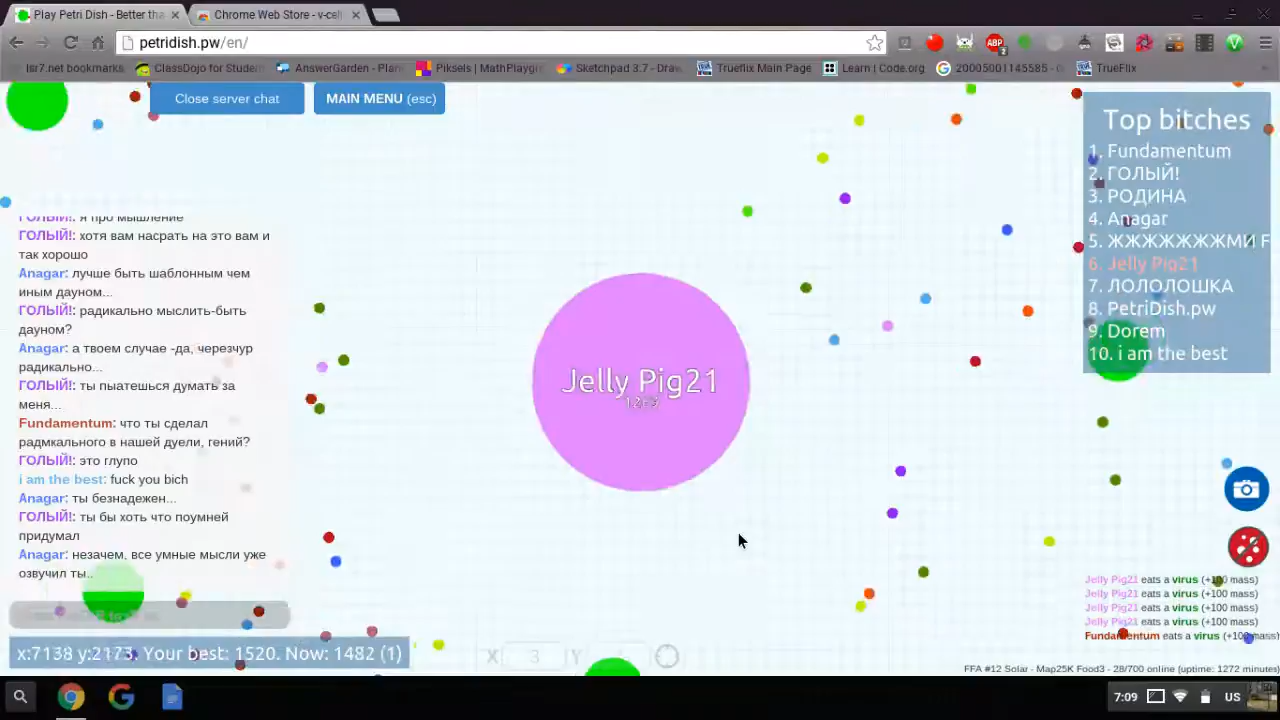 Play Petri Dish - Better tha
Chrome Web Store - v-cell
petridish.pw/en/
lsr7.net bookmarks
ClassDojo for Studen
AnswerGarden - Plan
Piksels | MathPlaygr
Sketchpad 3.7 - Draw
Trueflix Main Page
Learn | Code.org
20005001145585 -
TrueFlix
Close server chat
MAIN MENU (esc)
Top bitches
1. Fundamentum
2. ГОЛЫЙ!
3. РОДИНА
4. Anagar
5. ЖЖЖЖЖЖЖМИ F
6. Jelly Pig21
7. ЛОЛОЛОШКА
8. PetriDish.pw
9. Dorem
10. i am the best
ГОЛЫЙ!: я про мышление
ГОЛЫЙ!: хотя вам насрать на это вам и
так хорошо
Anagar: лучше быть шаблонным чем
иным дауном...
ГОЛЫЙ!: радикально мыслить-быть
дауном?
Anagar: а твоем случае -да, черезчур
радикально...
ГОЛЫЙ!: ты пыатешься думать за
меня...
Fundamentum: что ты сделал
радмкального в нашей дуели, гений?
ГОЛЫЙ!: это глупо
i am the best: fuck you bich
Anagar: ты безнадежен...
ГОЛЫЙ!: ты бы хоть что поумней
придумал
Anagar: незачем, все умные мысли уже
озвучил ты..
Jelly Pig21
x:7138 y:2173. Your best: 1520. Now: 1482 (1)
X 3 Y
Jelly Pig21 eats a virus (+100 mass)
Jelly Pig21 eats a virus (+100 mass)
Jelly Pig21 eats a virus (+100 mass)
Jelly Pig21 eats a virus (+100 mass)
Fundamentum eats a virus (+100 mass)
FFA #12 Solar - Map25K Food3 - 28/700 online (uptime: 1272 minutes)
7:09
US